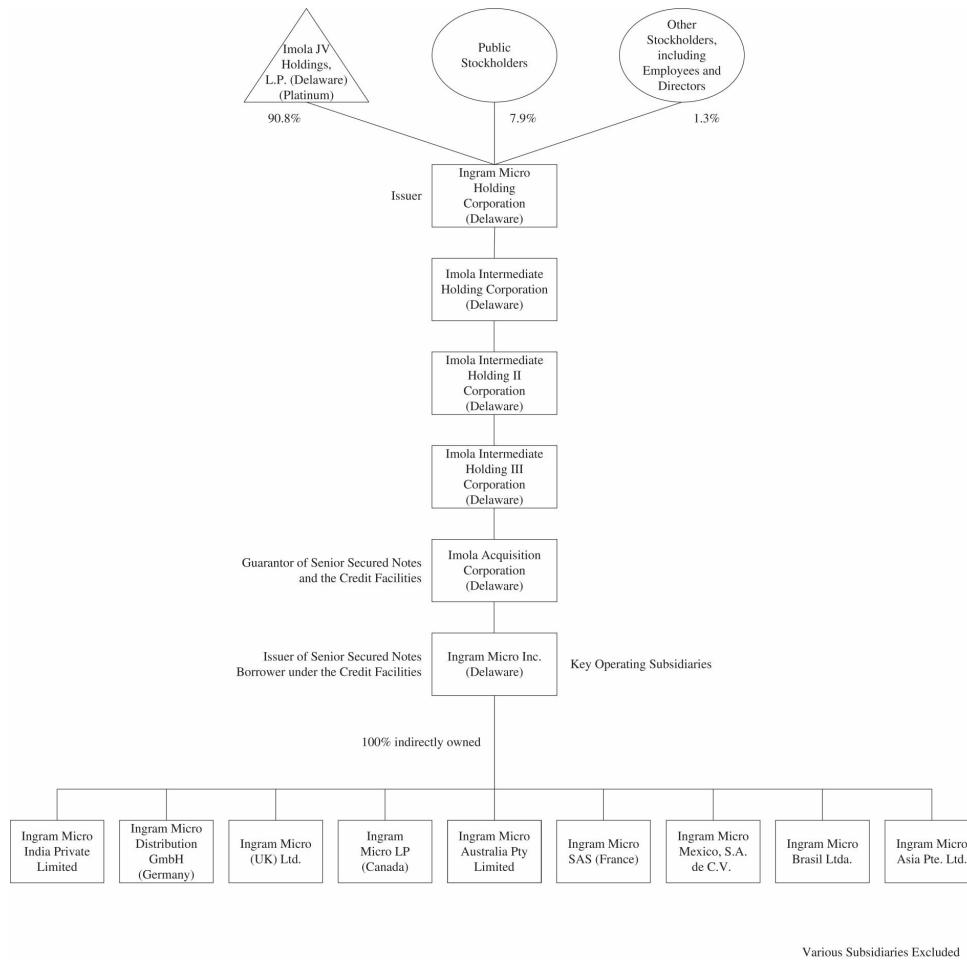 Imola JV
Holdings,
L.P. (Delaware)
(Platinum)
Public
Stockholders
Other
Stockholders,
including
Employees and
Directors
90.8%
7.9%
1.3%
Issuer
Ingram Micro
Holding
Corporation
(Delaware)
Imola Intermediate
Holding Corporation
(Delaware)
Imola Intermediate
Holding II
Corporation
(Delaware)
Imola Intermediate
Holding III
Corporation
(Delaware)
Guarantor of Senior Secured Notes
and the Credit Facilities
Imola Acquisition
Corporation
(Delaware)
Issuer of Senior Secured Notes
Borrower under the Credit Facilities
Ingram Micro Inc.
(Delaware)
Key Operating Subsidiaries
100% indirectly owned
Ingram Micro
India Private
Limited
Ingram Micro
Distribution
GmbH
(Germany)
Ingram Micro
(UK) Ltd.
Ingram
Micro LP
(Canada)
Ingram Micro
Australia Pty
Limited
Ingram Micro
SAS (France)
Ingram Micro
Mexico, S.A.
de C.V.
Ingram Micro
Brasil Ltda.
Ingram Micro
Asia Pte. Ltd.
Various Subsidiaries Excluded